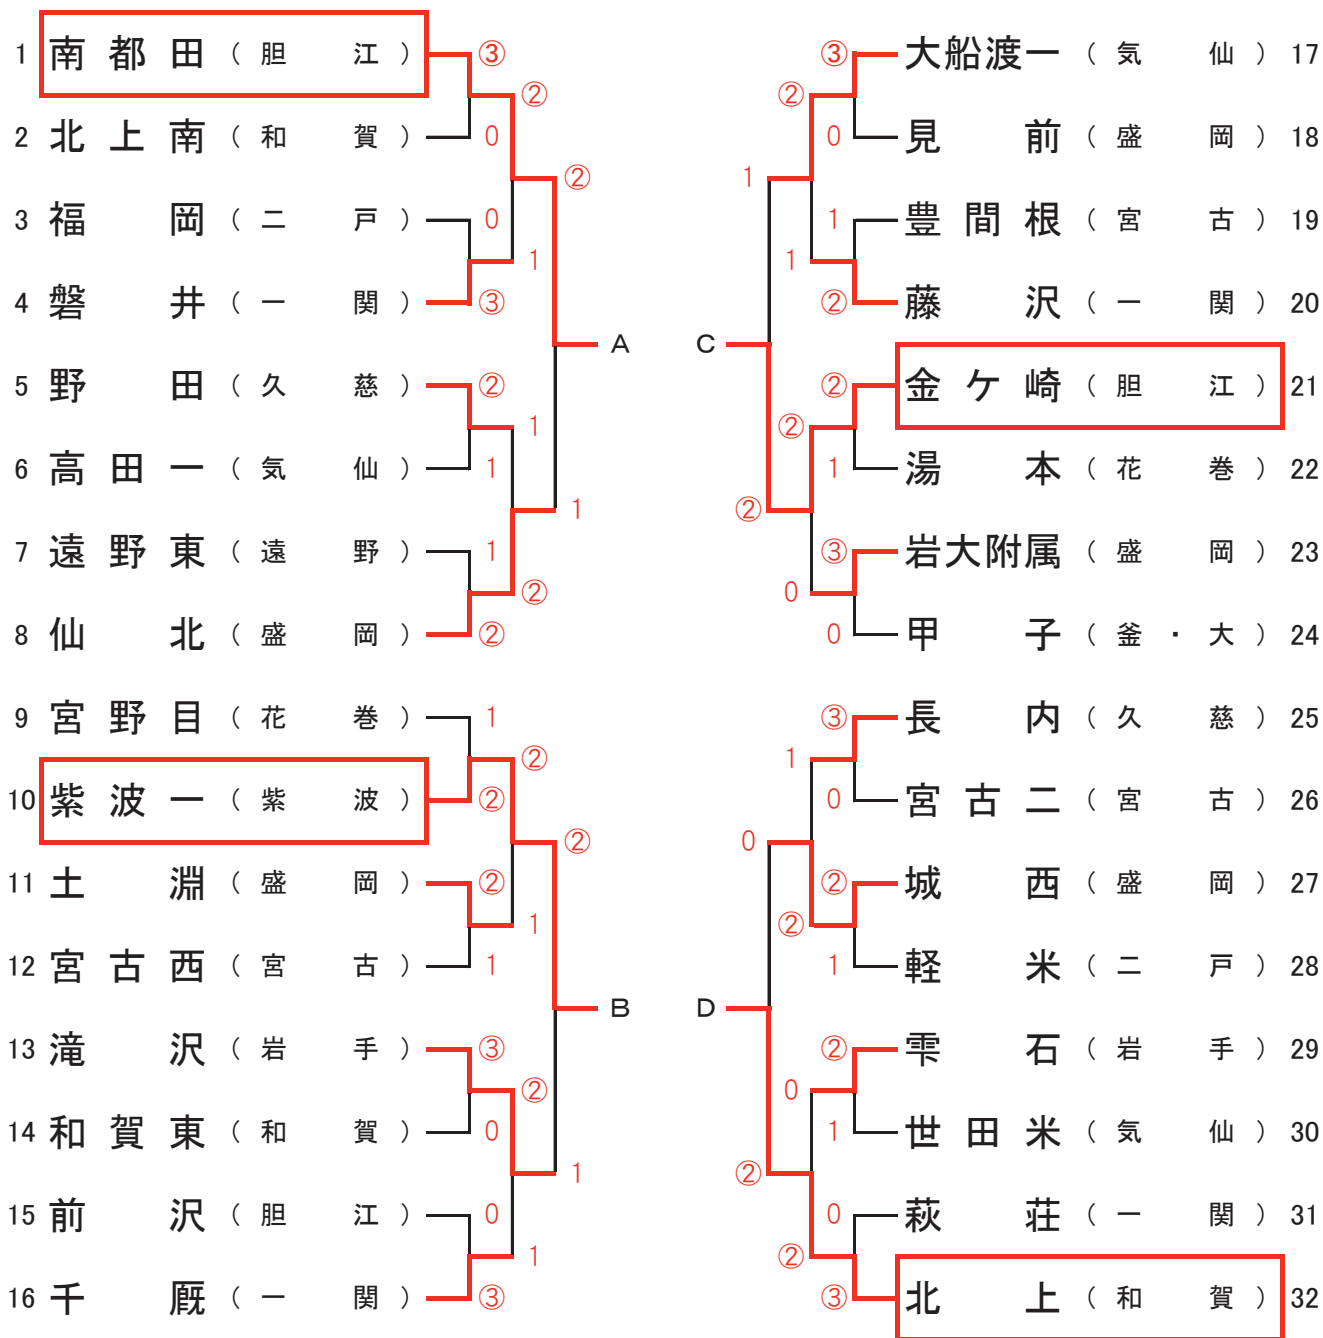 1 南都田 （胆江） ③
②
2 北上南 （和賀） 0
②
3 福岡 （二戸） 0
1
4 磐井 （一関） ③
A
5 野田 （久慈） ②
1
6 高田一 （気仙） 1
1
7 遠野東 （遠野） 1
②
8 仙北 （盛岡） ②
9 宮野目 （花巻） 1
②
10 紫波一 （紫波） ②
②
11 土淵 （盛岡） ②
1
12 宮古西 （宮古） 1
B
13 滝沢 （岩手） ③
②
14 和賀東 （和賀） 0
1
15 前沢 （胆江） 0
1
16 千厩 （一関） ③
③ 大船渡一 （気仙） 17
②
0 見前 （盛岡） 18
1
1 豊間根 （宮古） 19
1
② 藤沢 （一関） 20
C
② 金ケ崎 （胆江） 21
②
1 湯本 （花巻） 22
②
③ 岩大附属 （盛岡） 23
0
0 甲子 （釜・大） 24
③ 長内 （久慈） 25
1
0 宮古二 （宮古） 26
0
② 城西 （盛岡） 27
②
1 軽米 （二戸） 28
D
② 雫石 （岩手） 29
0
1 世田米 （気仙） 30
②
0 萩荘 （一関） 31
②
③ 北上 （和賀） 32